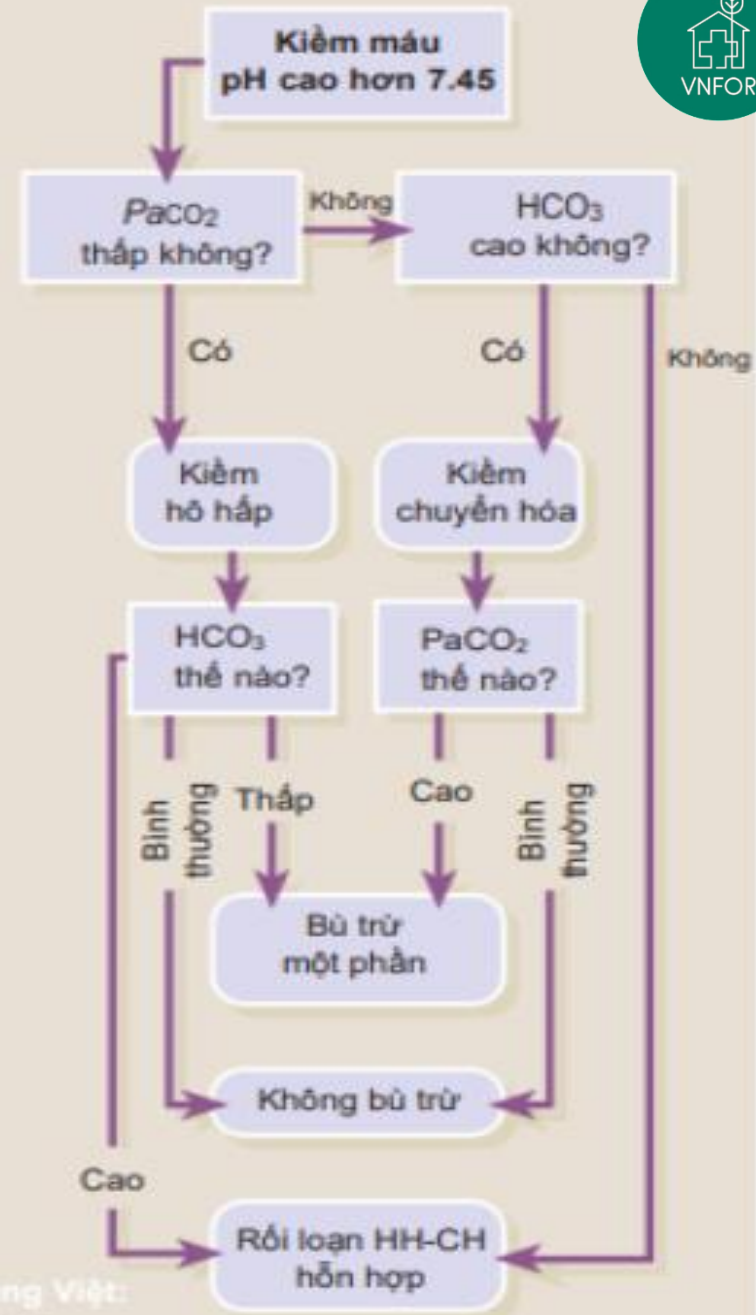 Kiềm máu
pH cao hơn 7.45
VNFOR
PaCO₂
thấp không?
Không
HCO₃
cao không?
Có
Có
Không
Kiềm
hô hấp
Kiềm
chuyển hóa
HCO₃
thế nào?
PaCO₂
thế nào?
Bình
thường
Thấp
Cao
Bình
thường
Bù trừ
một phần
Không bù trừ
Cao
Rối loạn HH-CH
hỗn hợp
ng Việt: